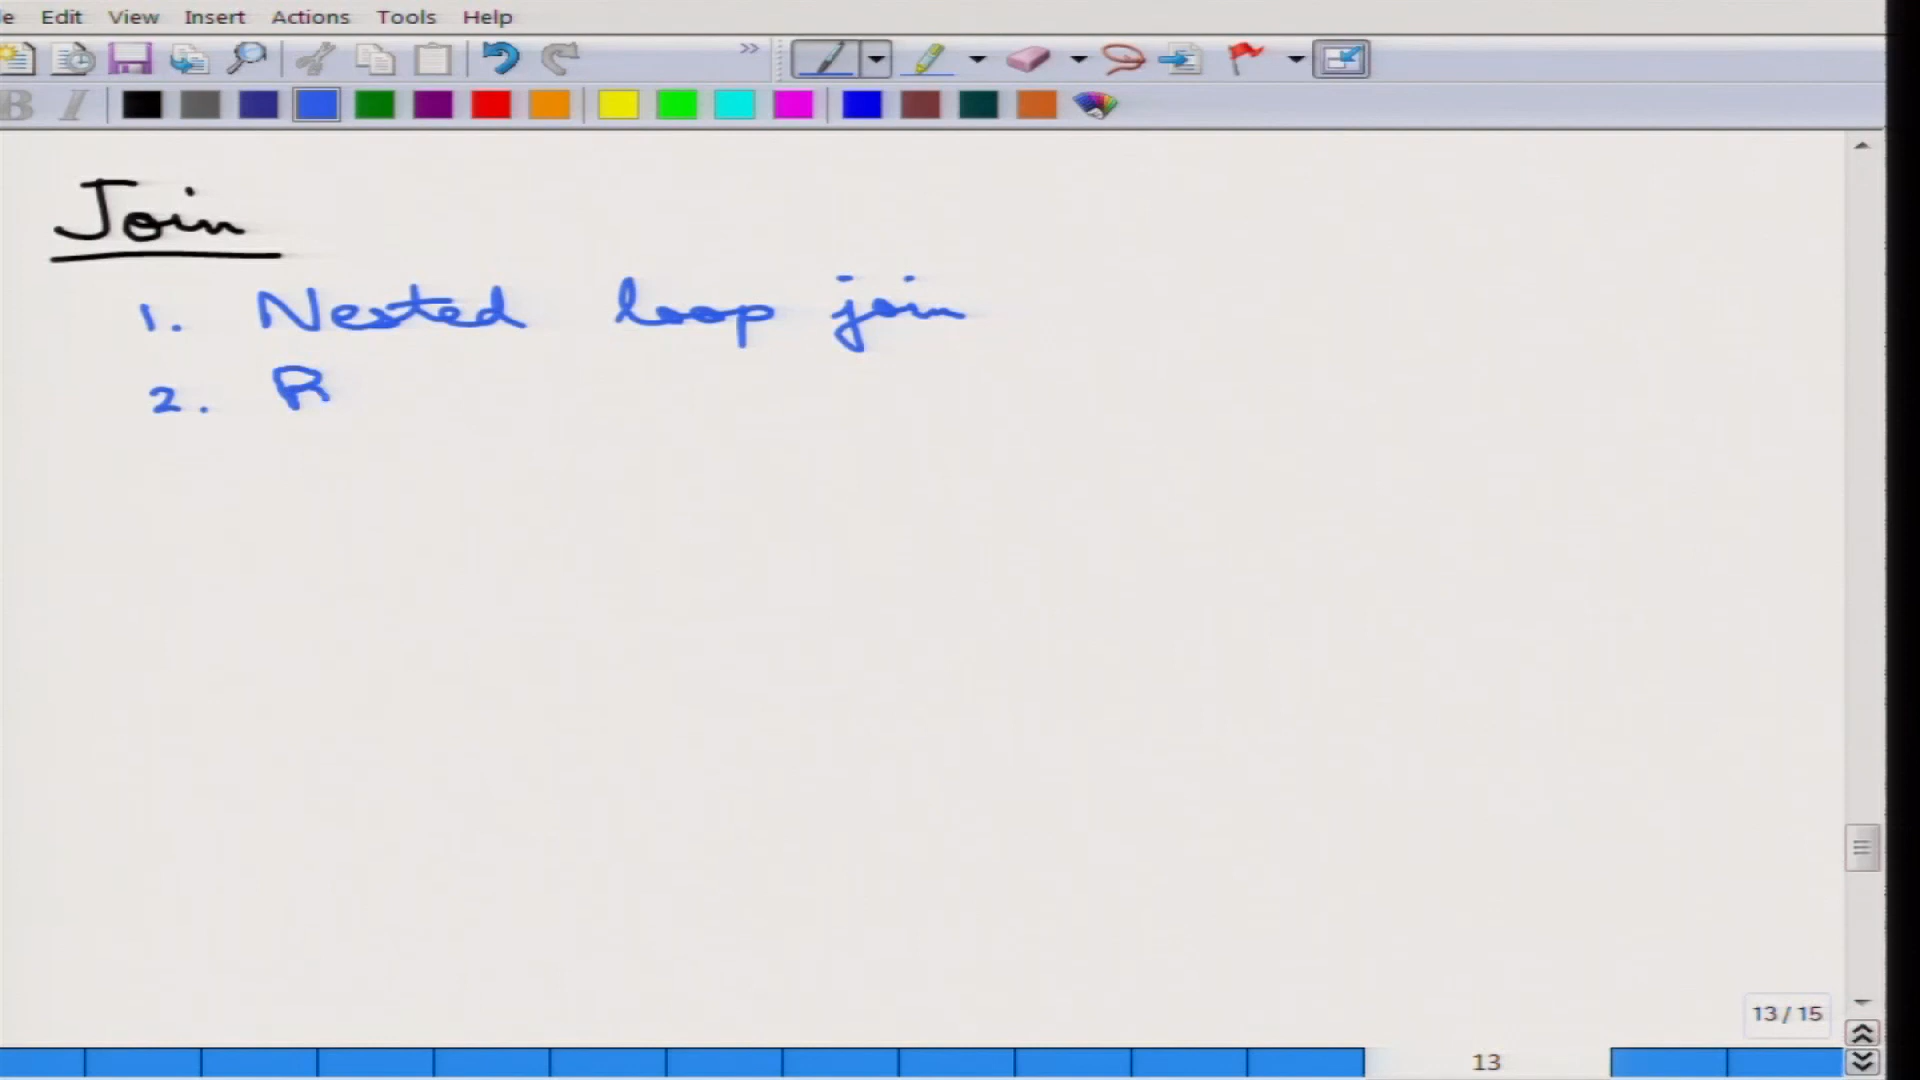 e Edit View Insert Actions Tools Help
B I
Join
1. Nested loop join
2. R
13 / 15
13